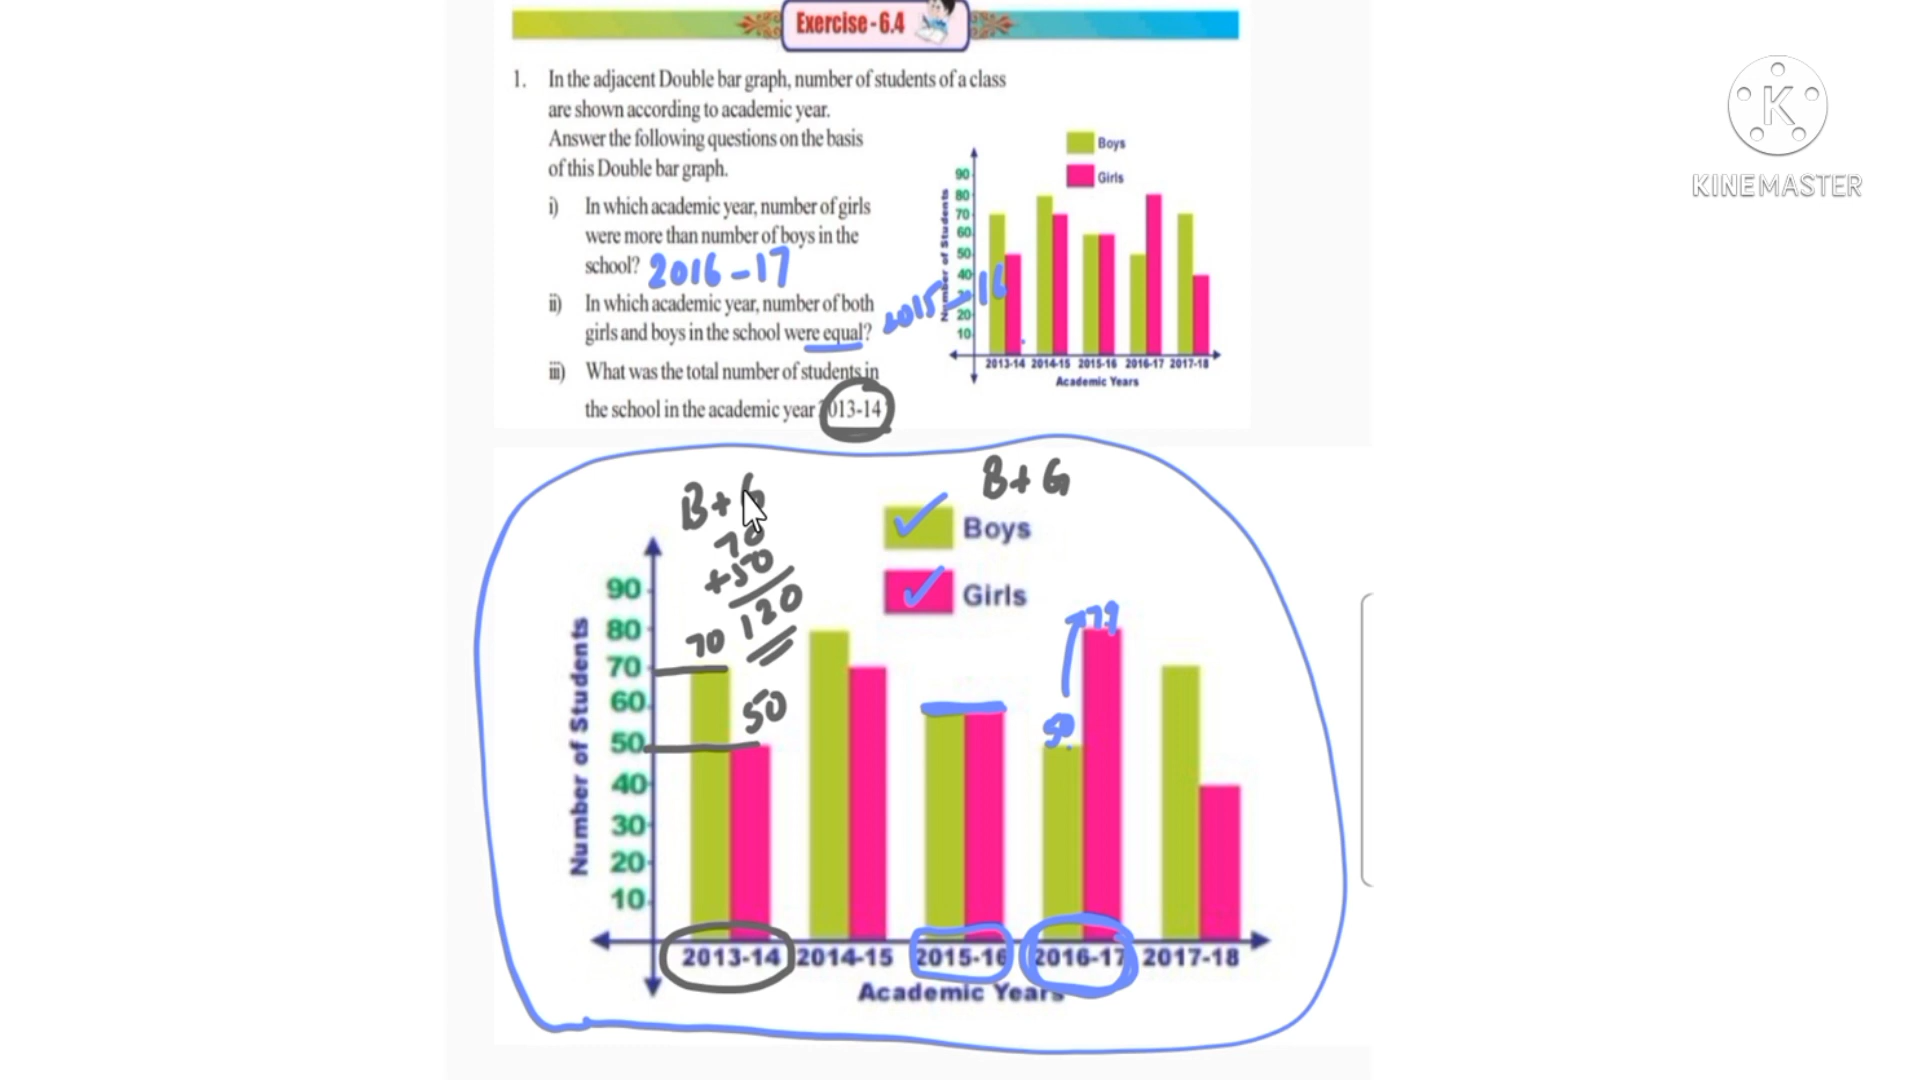 Exercise - 6.4
1. In the adjacent Double bar graph, number of students of a class
are shown according to academic year.
Answer the following questions on the basis
of this Double bar graph.
i) In which academic year, number of girls
were more than number of boys in the
school? 2016-17
ii) In which academic year, number of both
girls and boys in the school were equal? 2015-16
iii) What was the total number of students in
the school in the academic year 2013-14
Boys
Girls
Number of Students
90
80
70
60
50
40
20
10
2013-14 2014-15 2015-16 2016-17 2017-18
Academic Years
K
KINEMASTER
B+G
70
+50
120
B+G
Boys
Girls
Number of Students
90
80
70
60
50
40
30
20
10
70
50
50
2013-14 2014-15 2015-16 2016-17 2017-18
Academic Years